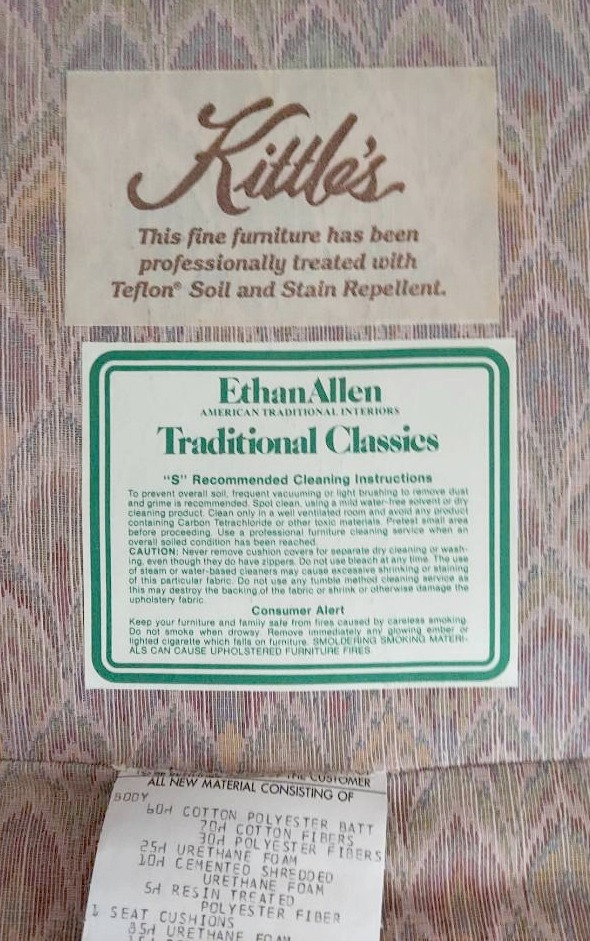 Kittle's
This fine furniture has been
professionally treated with
Teflon® Soil and Stain Repellent.
EthanAllen
AMERICAN TRADITIONAL INTERIORS
Traditional Classics
"S" Recommended Cleaning Instructions
To prevent overall soil, frequent vacuuming or light brushing to remove dust
and grime is recommended. Spot clean, using a mild water-free solvent or dry
cleaning product. Clean only in a well ventilated room and avoid any product
containing Carbon Tetrachloride or other toxic materials. Pretest small area
before proceeding. Use a professional furniture cleaning service when an
overall soiled condition has been reached.
CAUTION: Never remove cushion covers for separate dry cleaning or wash-
ing, even though they do have zippers. Do not use bleach at any time. The use
of steam or water-based cleaners may cause excessive shrinking or staining
of this particular fabric. Do not use any tumble method cleaning service as
this may destroy the backing of the fabric or shrink or otherwise damage the
upholstery fabric.
Consumer Alert
Keep your furniture and family safe from fires caused by careless smoking.
Do not smoke when drowsy. Remove immediately any glowing ember or
lighted cigarette which falls on furniture. SMOLDERING SMOKING MATERI-
ALS CAN CAUSE UPHOLSTERED FURNITURE FIRES.
THE CUSTOMER
ALL NEW MATERIAL CONSISTING OF
BODY
60% COTTON POLYESTER BATT
70% COTTON FIBERS
30% POLYESTER FIBERS
25% URETHANE FOAM
10% CEMENTED SHREDDED
URETHANE FOAM
5% RESIN TREATED
POLYESTER FIBER
1 SEAT CUSHIONS
85% URETHANE FOAM